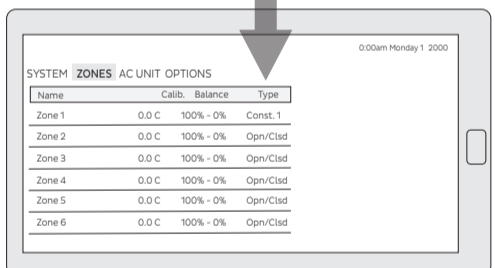 0:00am Monday 1 2000
SYSTEM ZONES AC UNIT OPTIONS
Name Calib. Balance Type
Zone 1 0.0 C 100% - 0% Const. 1
Zone 2 0.0 C 100% - 0% Opn/Clsd
Zone 3 0.0 C 100% - 0% Opn/Clsd
Zone 4 0.0 C 100% - 0% Opn/Clsd
Zone 5 0.0 C 100% - 0% Opn/Clsd
Zone 6 0.0 C 100% - 0% Opn/Clsd